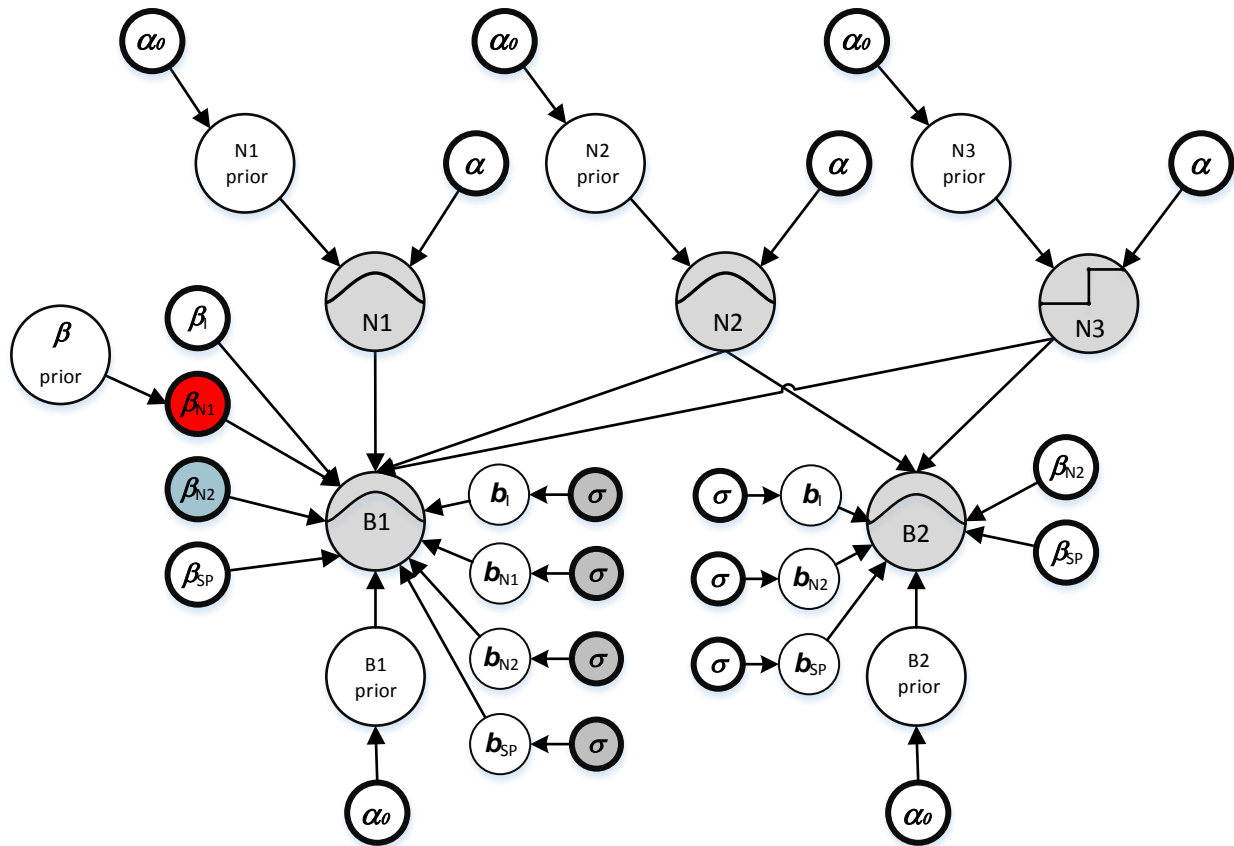 α0
α0
α0
N1
prior
α
N2
prior
α
N3
prior
α
N1
N2
N3
βI
β
prior
βN1
βN2
βSP
B1
bI
σ
bN1
σ
bN2
σ
bSP
σ
B1
prior
α0
σ
bI
σ
bN2
σ
bSP
B2
βN2
βSP
B2
prior
α0